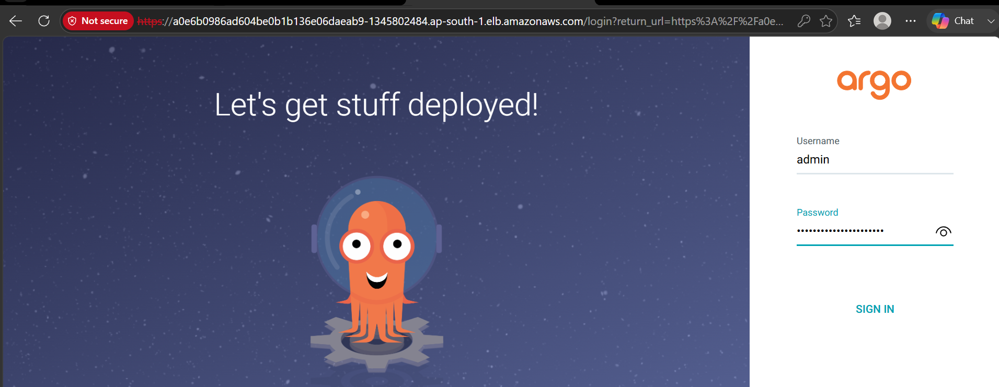 Not secure https://a0e6b0986ad604be0b1b136e06daeab9-1345802484.ap-south-1.elb.amazonaws.com/login?return_url=https%3A%2F%2Fa0e... Chat
Let's get stuff deployed!
argo
Username
admin
Password
••••••••••••••••••••••
SIGN IN